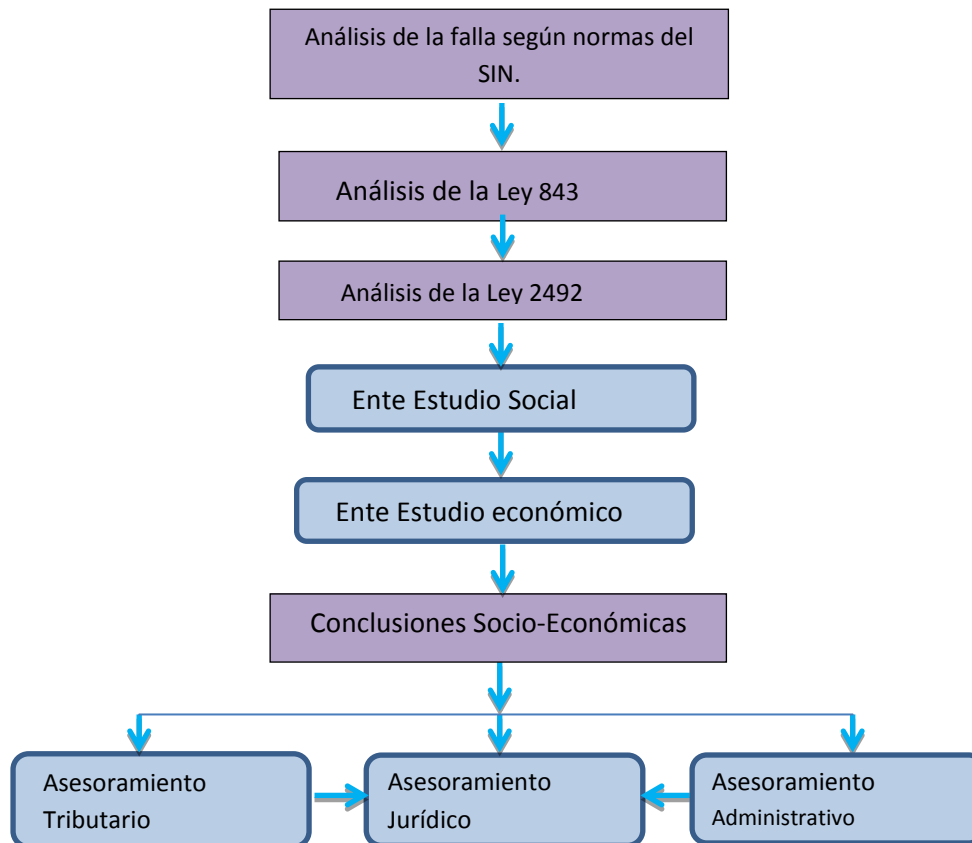 Análisis de la falla según normas del
SIN.
Análisis de la Ley 843
Análisis de la Ley 2492
Ente Estudio Social
Ente Estudio económico
Conclusiones Socio-Económicas
Asesoramiento
Tributario
Asesoramiento
Jurídico
Asesoramiento
Administrativo